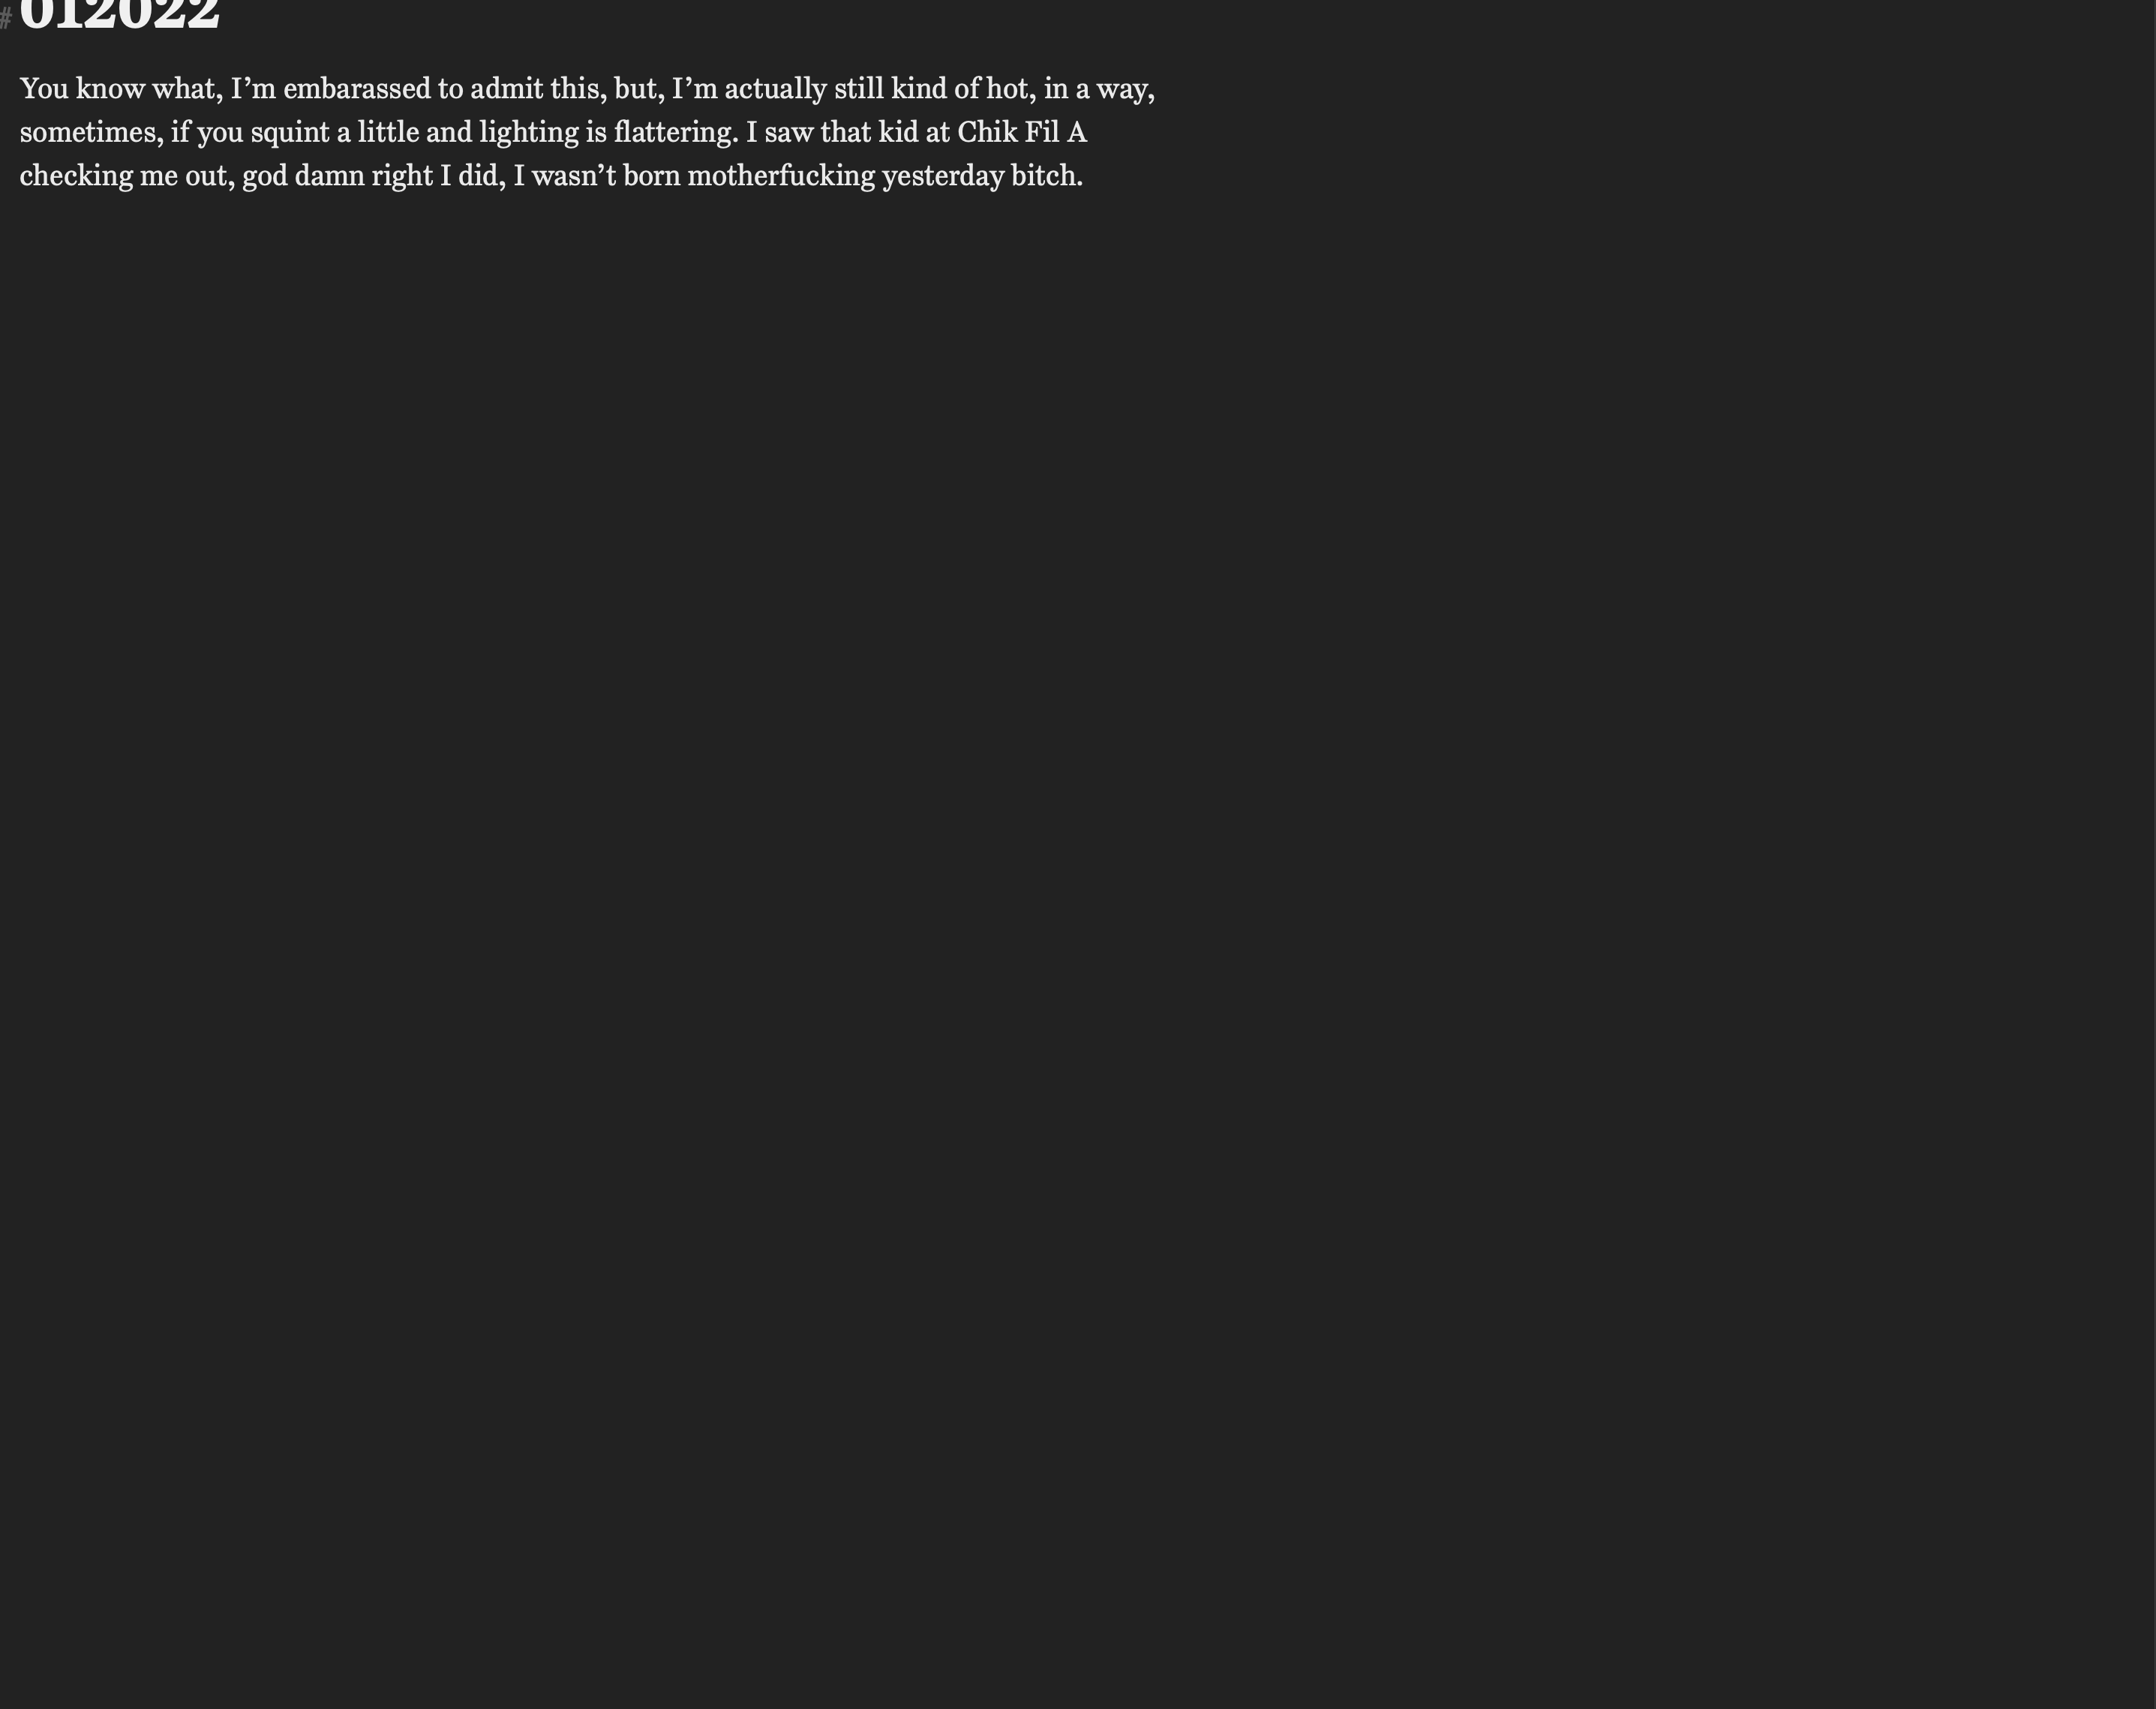 #012022
You know what, I’m embarassed to admit this, but, I’m actually still kind of hot, in a way,
sometimes, if you squint a little and lighting is flattering. I saw that kid at Chik Fil A
checking me out, god damn right I did, I wasn’t born motherfucking yesterday bitch.